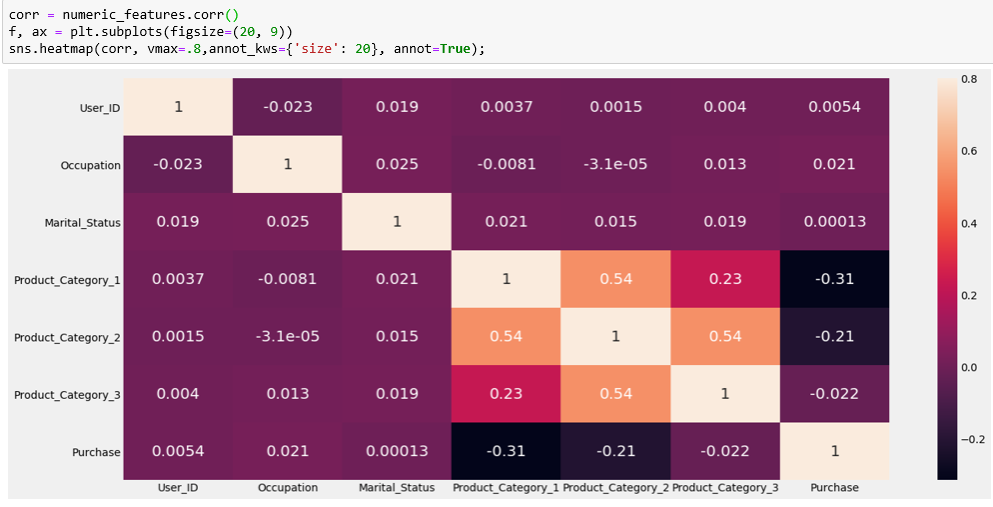 corr = numeric_features.corr()
f, ax = plt.subplots(figsize=(20, 9))
sns.heatmap(corr, vmax=.8,annot_kws={'size': 20}, annot=True);
User_ID 1 -0.023 0.019 0.0037 0.0015 0.004 0.0054
Occupation -0.023 1 0.025 -0.0081 -3.1e-05 0.013 0.021
Marital_Status 0.019 0.025 1 0.021 0.015 0.019 0.00013
Product_Category_1 0.0037 -0.0081 0.021 1 0.54 0.23 -0.31
Product_Category_2 0.0015 -3.1e-05 0.015 0.54 1 0.54 -0.21
Product_Category_3 0.004 0.013 0.019 0.23 0.54 1 -0.022
Purchase 0.0054 0.021 0.00013 -0.31 -0.21 -0.022 1
User_ID Occupation Marital_Status Product_Category_1 Product_Category_2 Product_Category_3 Purchase
0.8
0.6
0.4
0.2
0.0
−0.2